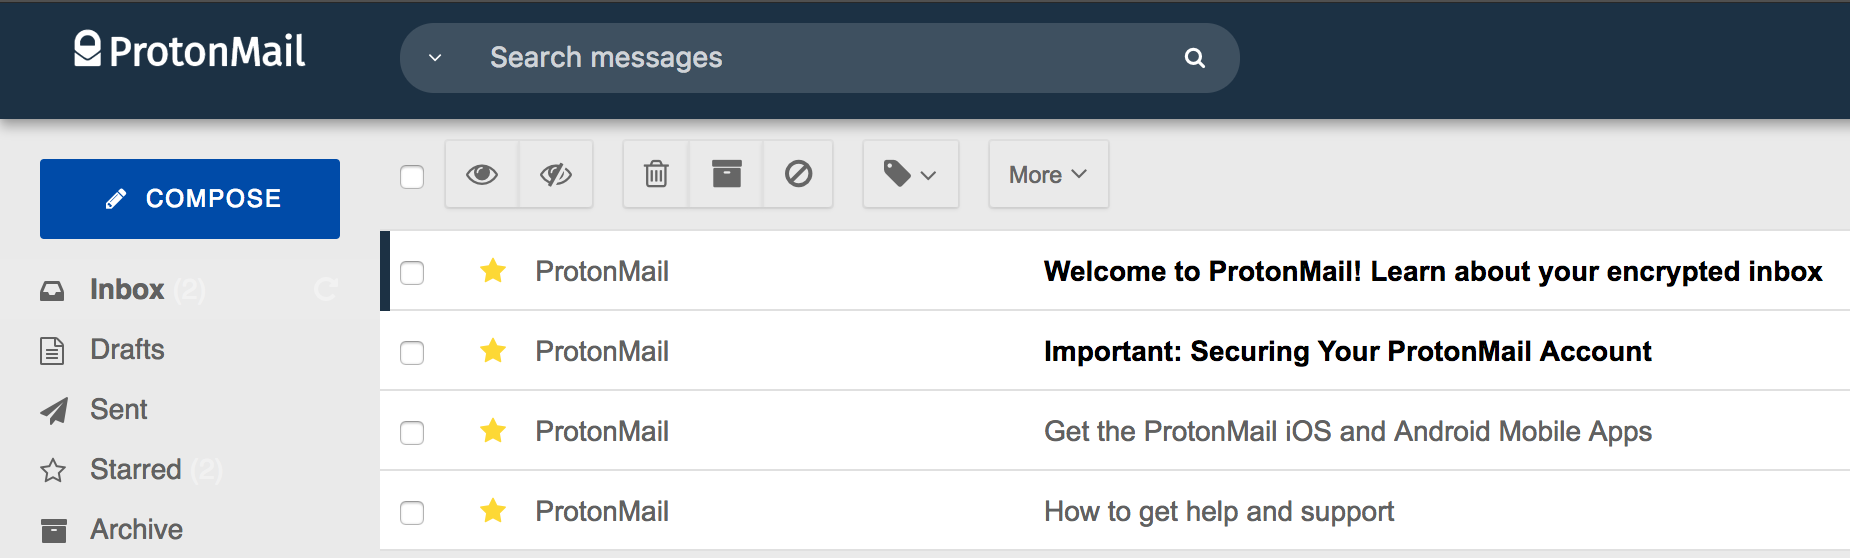 ProtonMail
Search messages
COMPOSE
More
Inbox (2)
Drafts
Sent
Starred (2)
Archive
ProtonMail Welcome to ProtonMail! Learn about your encrypted inbox
ProtonMail Important: Securing Your ProtonMail Account
ProtonMail Get the ProtonMail iOS and Android Mobile Apps
ProtonMail How to get help and support